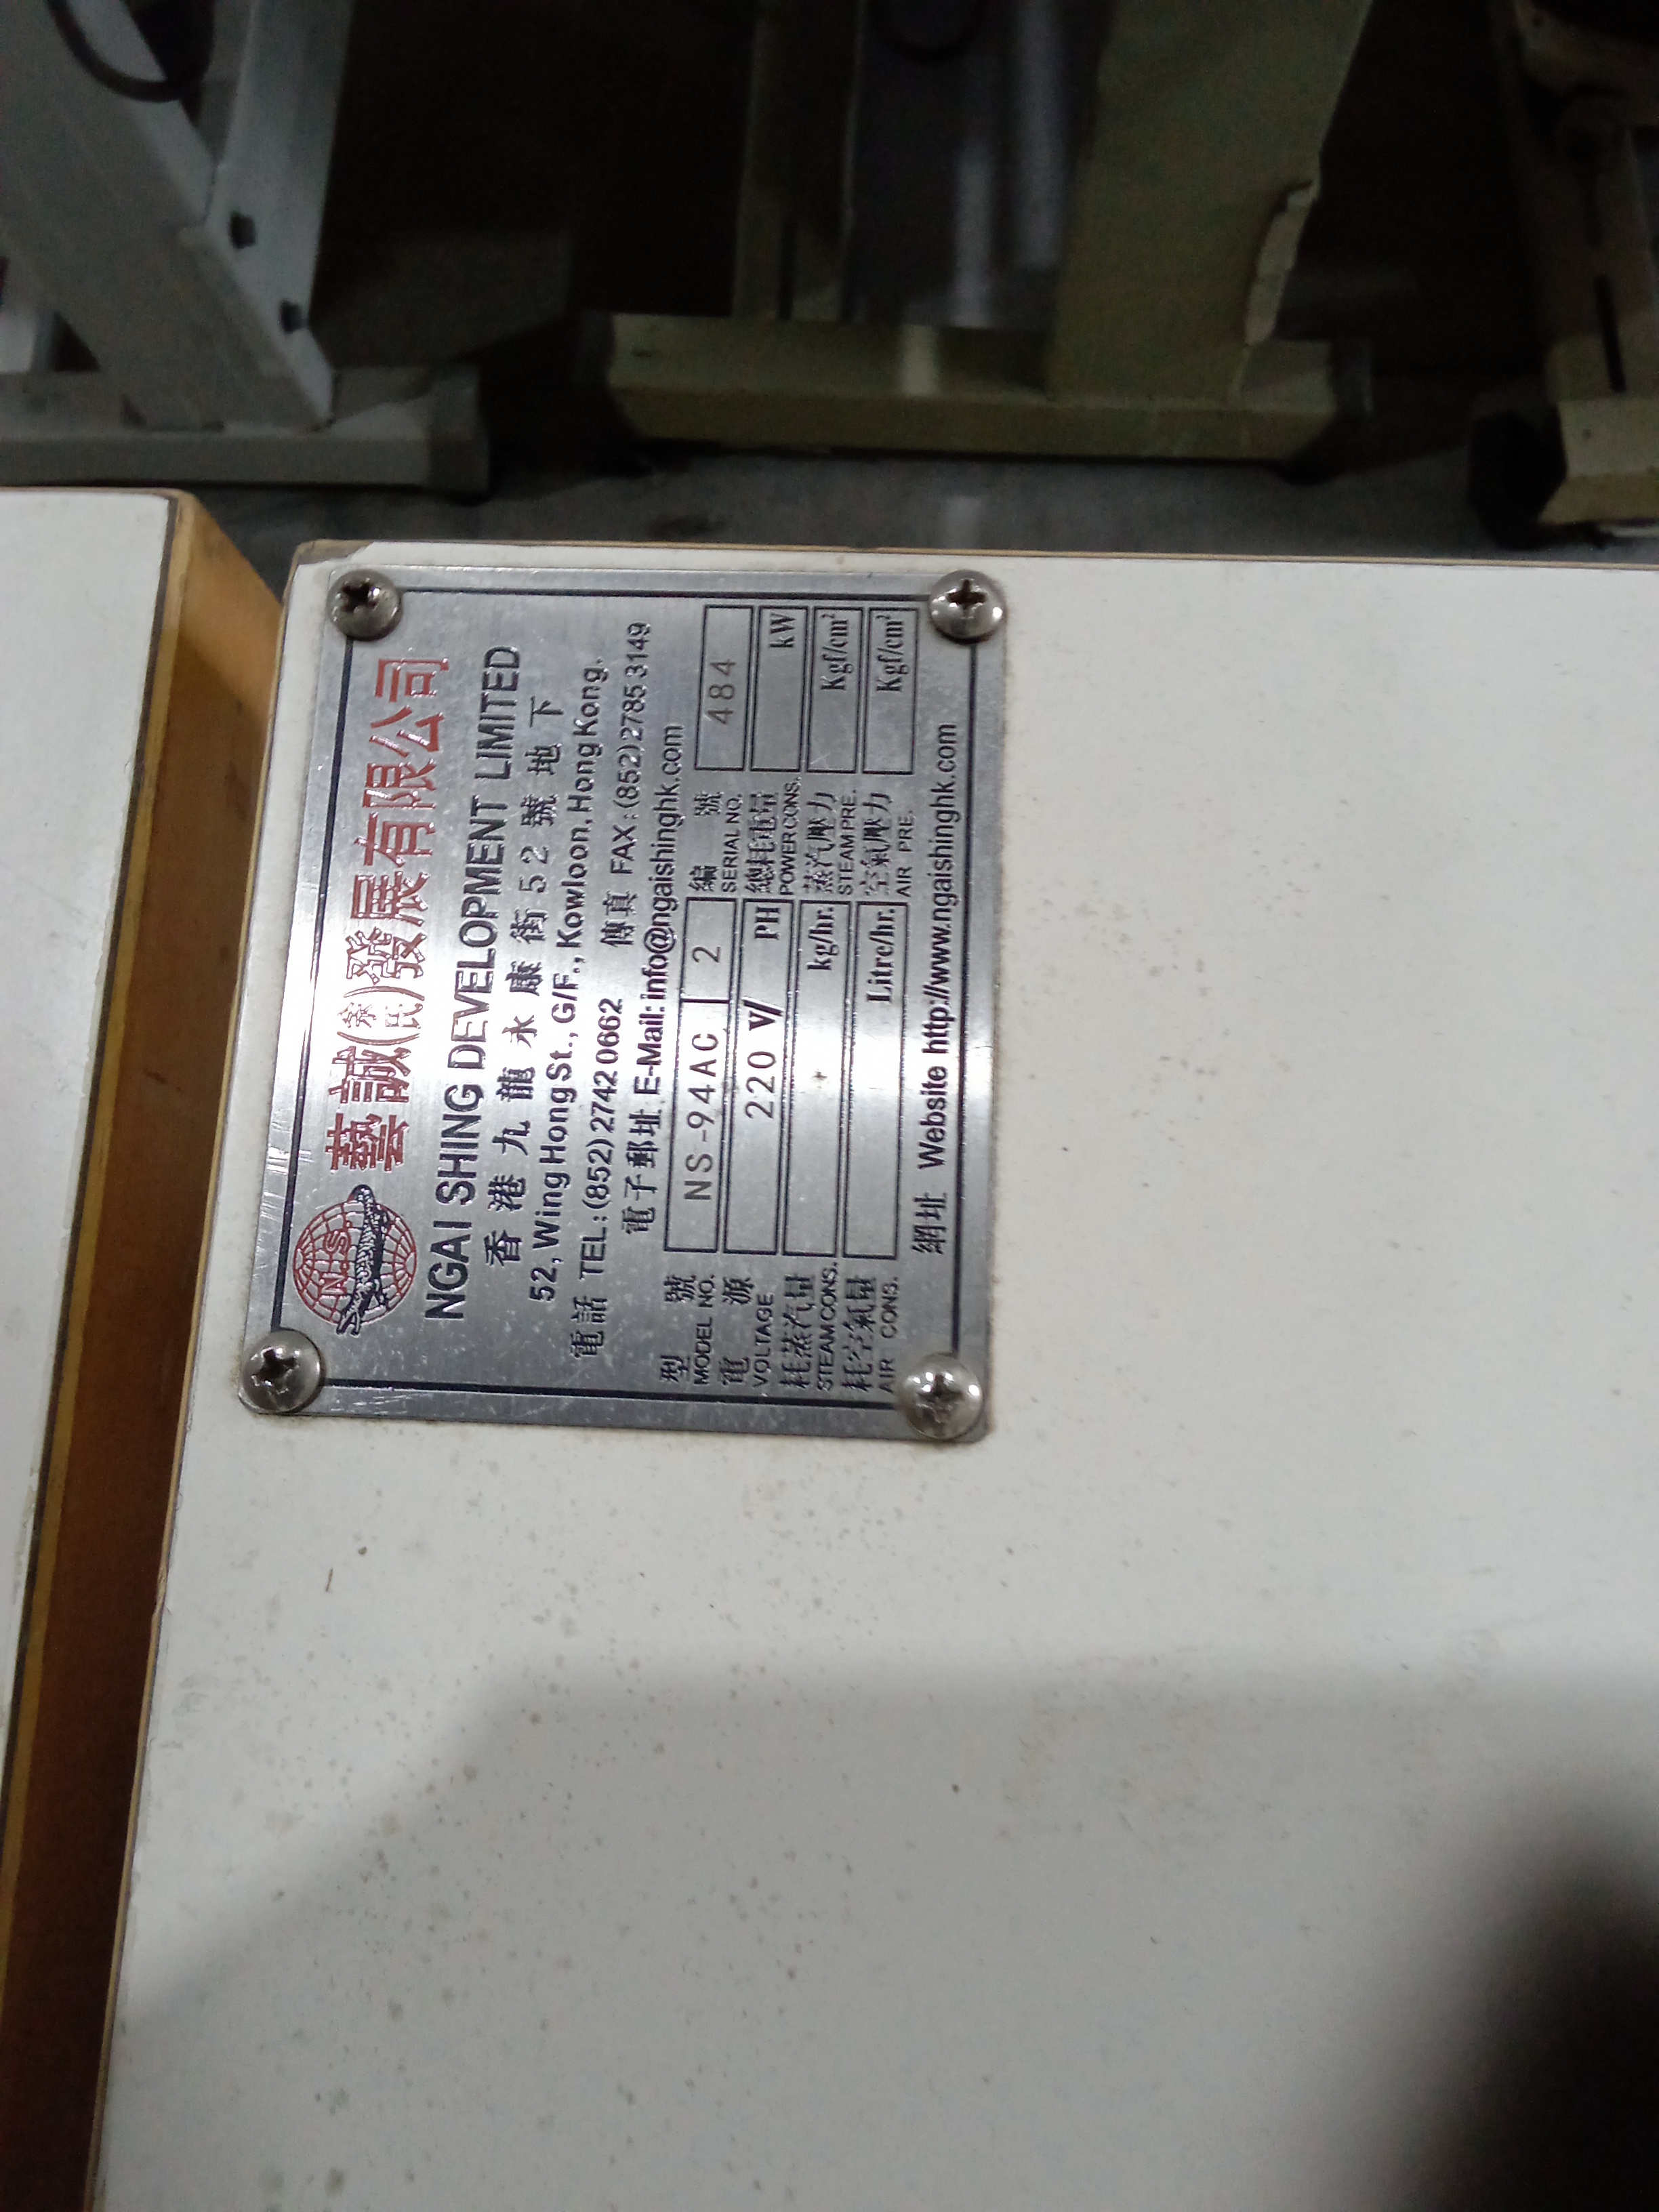 N.S.
藝誠(發民)發展有限公司
NGAI SHING DEVELOPMENT LIMITED
香港九龍永康街52號地下
52, Wing Hong St., G/F., Kowloon, Hong Kong.
電話 TEL:(852) 2742 0662 傳真 FAX:(852) 2785 3149
電子郵址 E-Mail: info@ngaishinghk.com
型號 NS-94AC 2 編號 484
MODEL NO. SERIAL NO.
電源 220 V/ PH 總耗電量 kW
VOLTAGE POWER CONS.
耗蒸汽量 kg/hr. 蒸汽壓力 Kgf/cm²
STEAM CONS. STEAM PRE.
耗空氣量 Litre/hr. 空氣壓力 Kgf/cm²
AIR CONS. AIR PRE.
網址 Website http://www.ngaishinghk.com